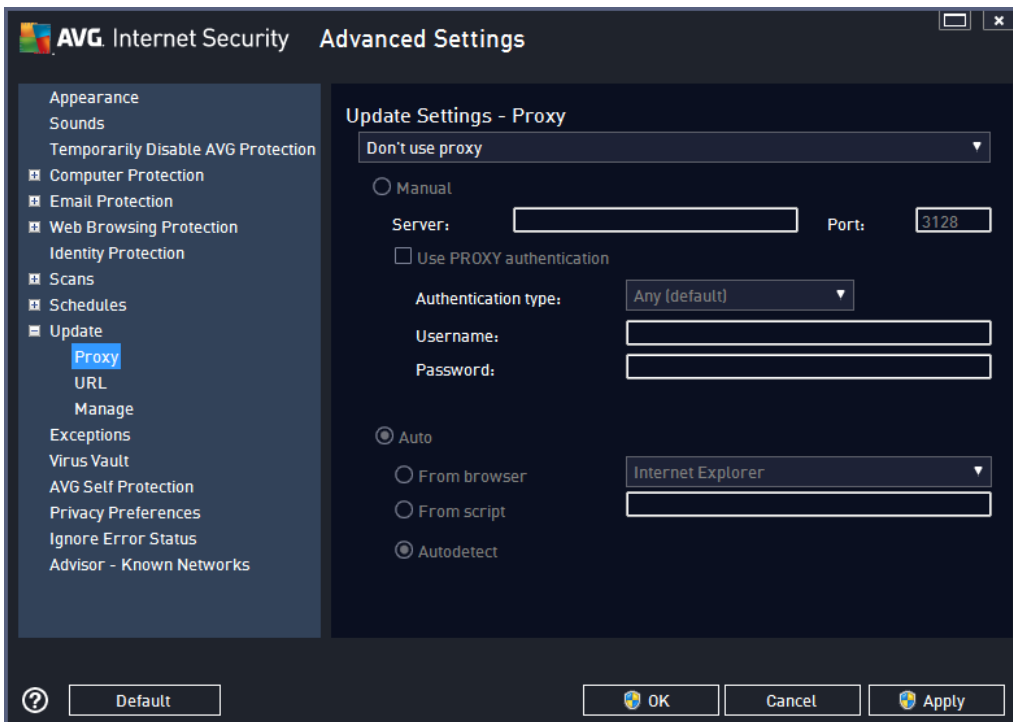 AVG. Internet Security Advanced Settings
Appearance
Sounds
Temporarily Disable AVG Protection
Computer Protection
Email Protection
Web Browsing Protection
Identity Protection
Scans
Schedules
Update
Proxy
URL
Manage
Exceptions
Virus Vault
AVG Self Protection
Privacy Preferences
Ignore Error Status
Advisor - Known Networks
Update Settings - Proxy
Don't use proxy
Manual
Server: Port: 3128
Use PROXY authentication
Authentication type: Any (default)
Username:
Password:
Auto
From browser Internet Explorer
From script
Autodetect
? Default OK Cancel Apply